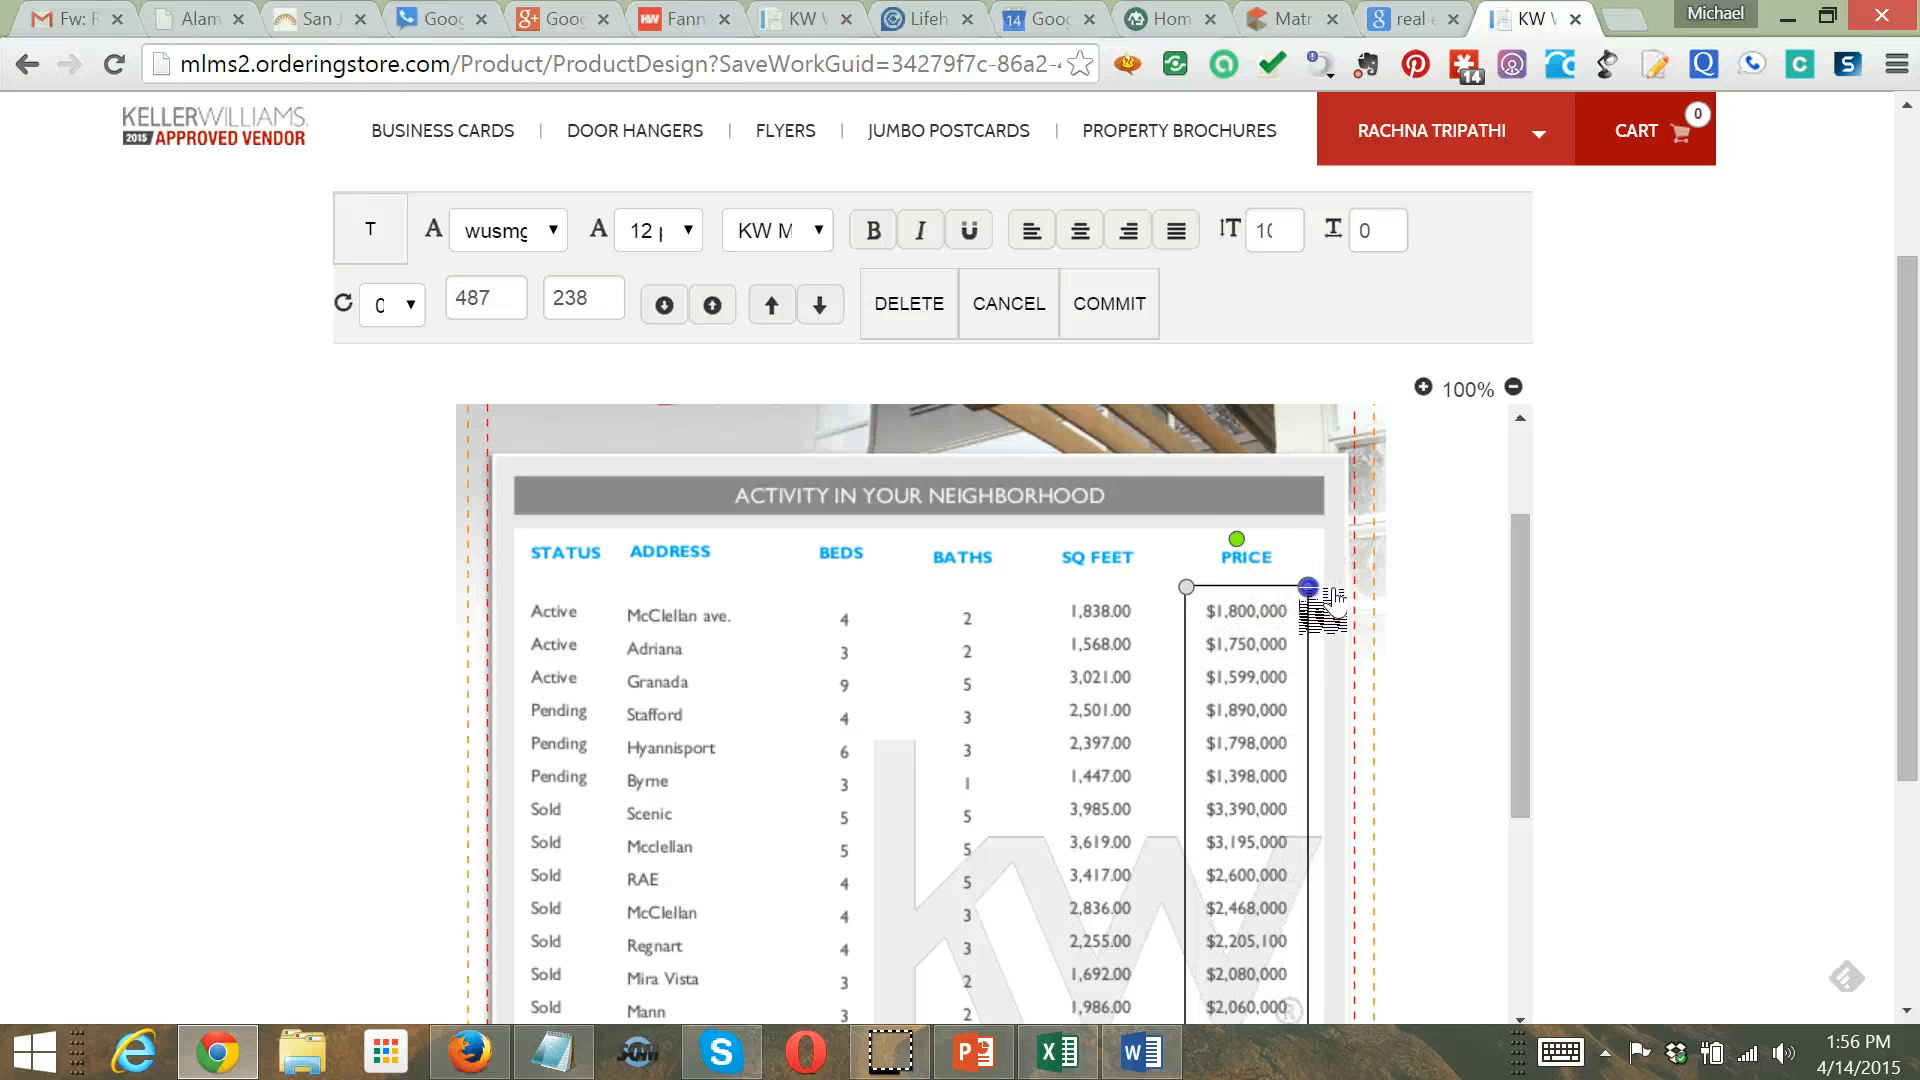 Fw: R
Alam
San J
Goog
Goo
Fann
KW V
Lifeh
14 Goog
Hom
Matr
real e
KW V
Michael
mlms2.orderingstore.com/Product/ProductDesign?SaveWorkGuid=34279f7c-86a2-
14
KELLERWILLIAMS.
2015 APPROVED VENDOR
BUSINESS CARDS | DOOR HANGERS | FLYERS | JUMBO POSTCARDS | PROPERTY BROCHURES
RACHNA TRIPATHI
CART 0
T A wusmg A 12 KW M B I U 10 0
0 487 238 DELETE CANCEL COMMIT
100%
ACTIVITY IN YOUR NEIGHBORHOOD
STATUS ADDRESS BEDS BATHS SQ FEET PRICE
Active McClellan ave. 4 2 1,838.00 $1,800,000
Active Adriana 3 2 1,568.00 $1,750,000
Active Granada 9 5 3,021.00 $1,599,000
Pending Stafford 4 3 2,501.00 $1,890,000
Pending Hyannisport 6 3 2,397.00 $1,798,000
Pending Byrne 3 1 1,447.00 $1,398,000
Sold Scenic 5 5 3,985.00 $3,390,000
Sold Mcclellan 5 5 3,619.00 $3,195,000
Sold RAE 4 5 3,417.00 $2,600,000
Sold McClellan 4 3 2,836.00 $2,468,000
Sold Regnart 4 3 2,255.00 $2,205,100
Sold Mira Vista 3 2 1,692.00 $2,080,000
Sold Mann 3 2 1,986.00 $2,060,000
kw
1:56 PM
4/14/2015